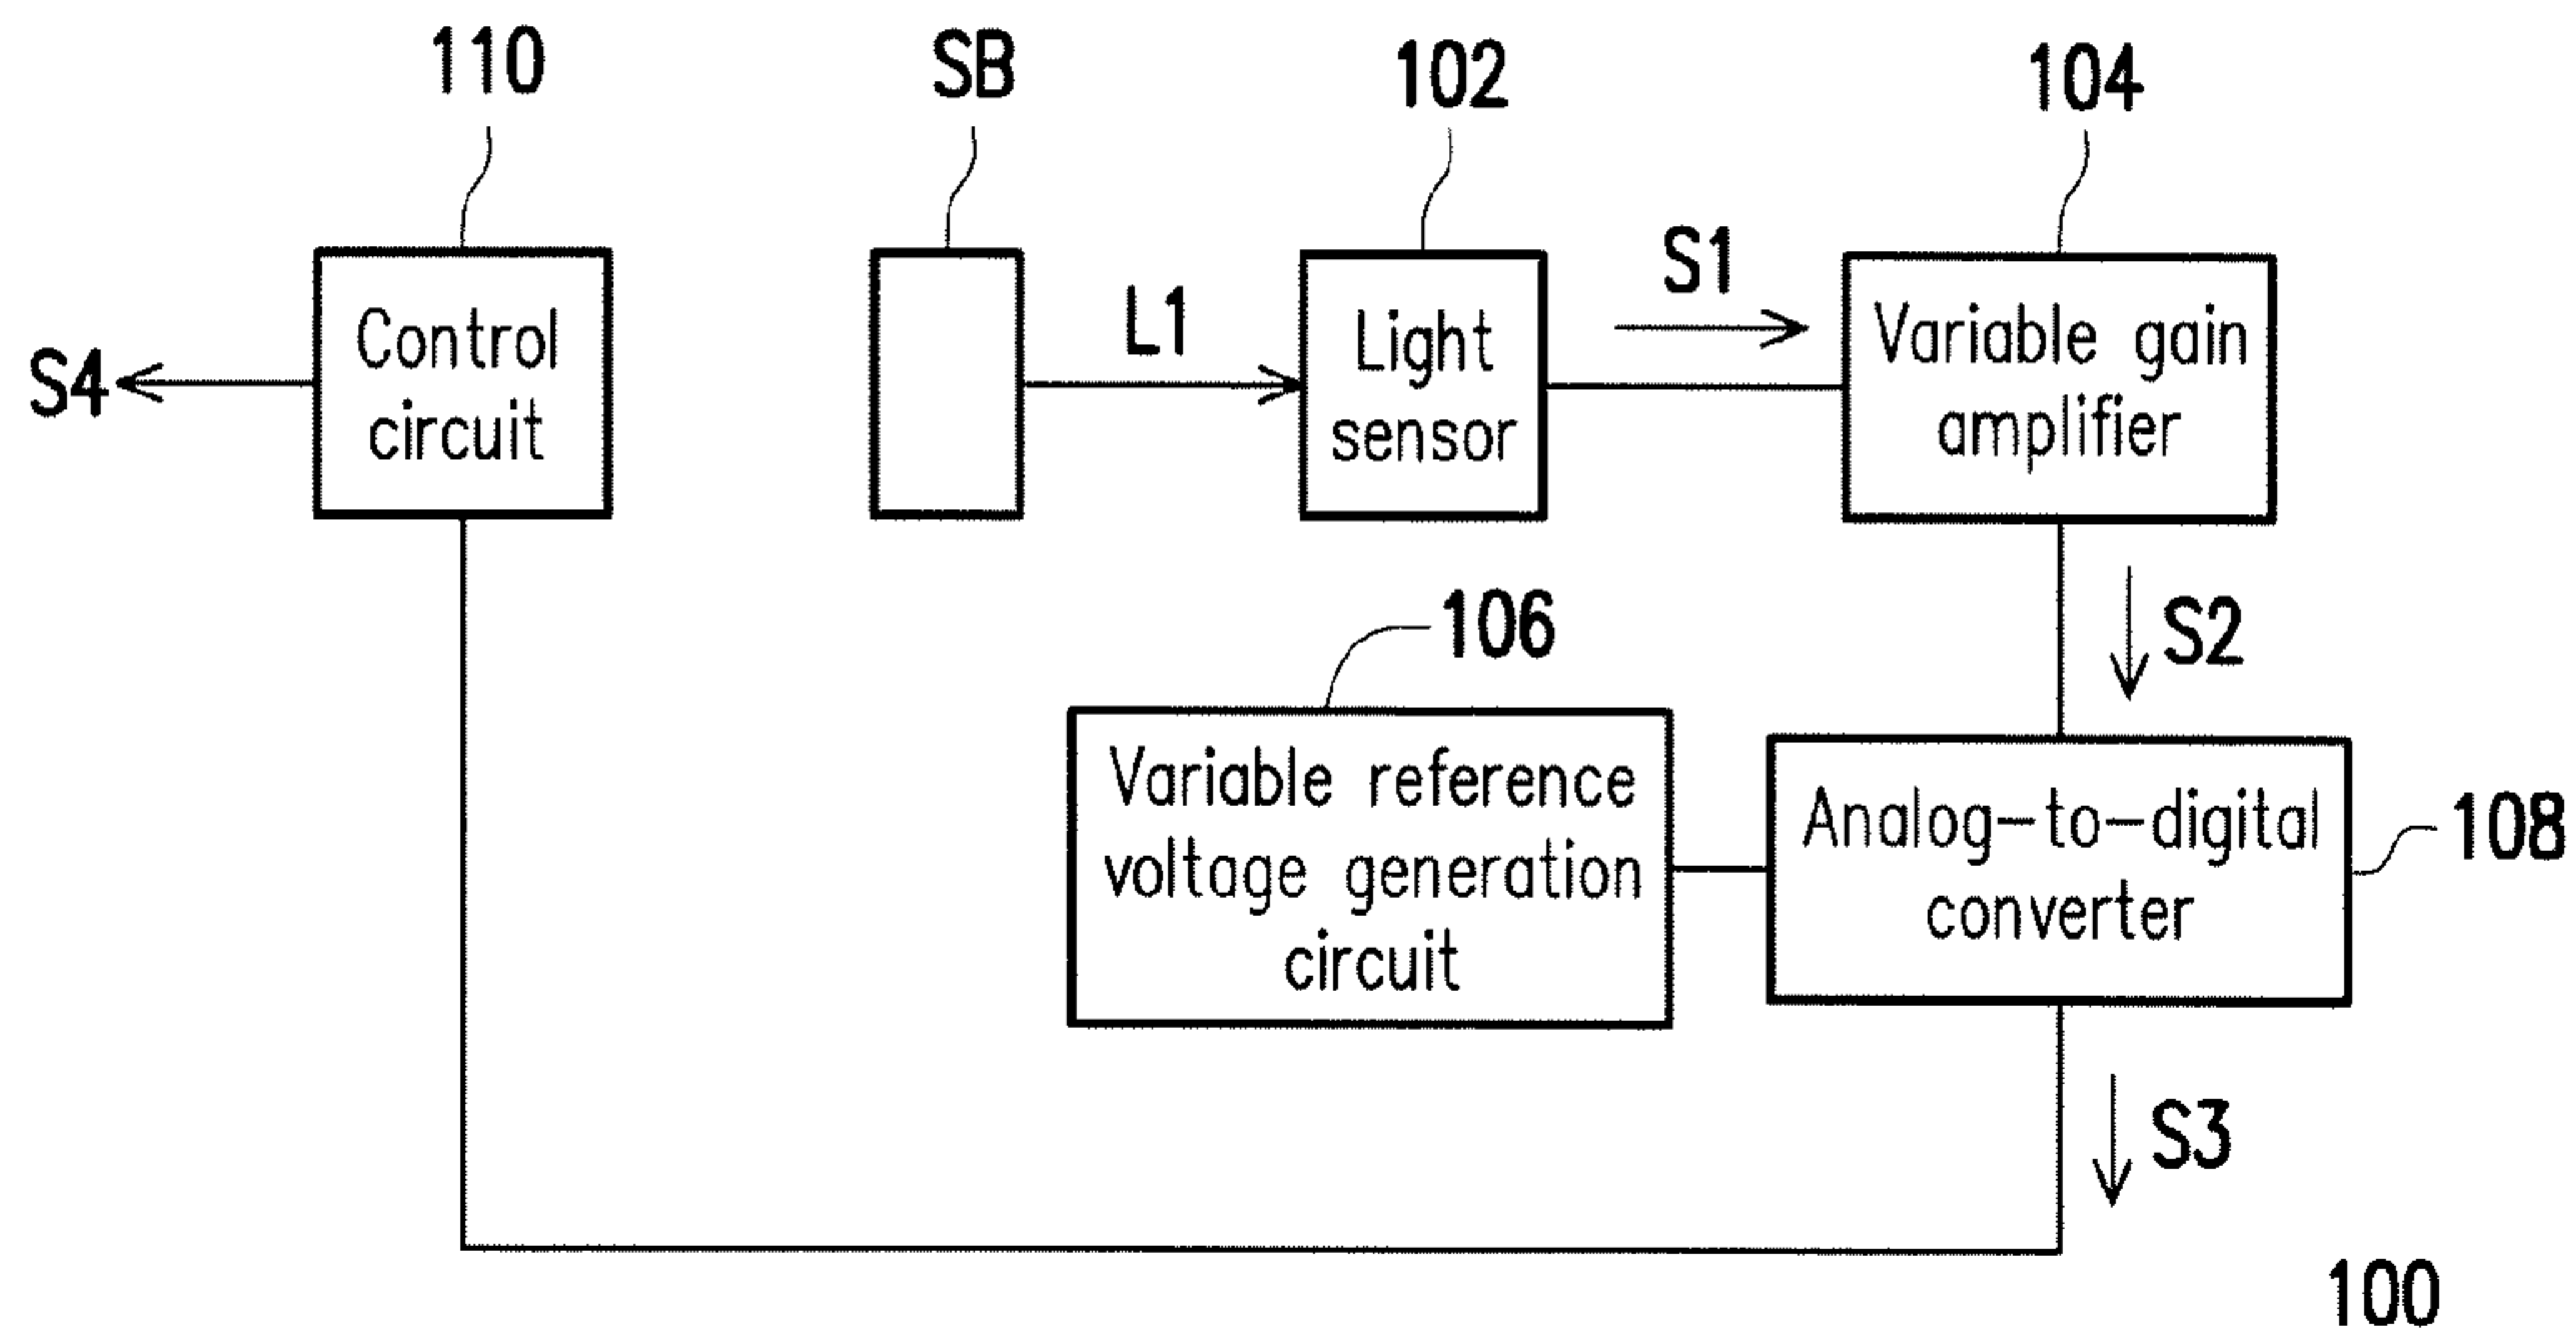 110
SB
102
104
S4
Control
circuit
L1
Light
sensor
S1
Variable gain
amplifier
S2
106
Variable reference
voltage generation
circuit
Analog-to-digital
converter
108
S3
100